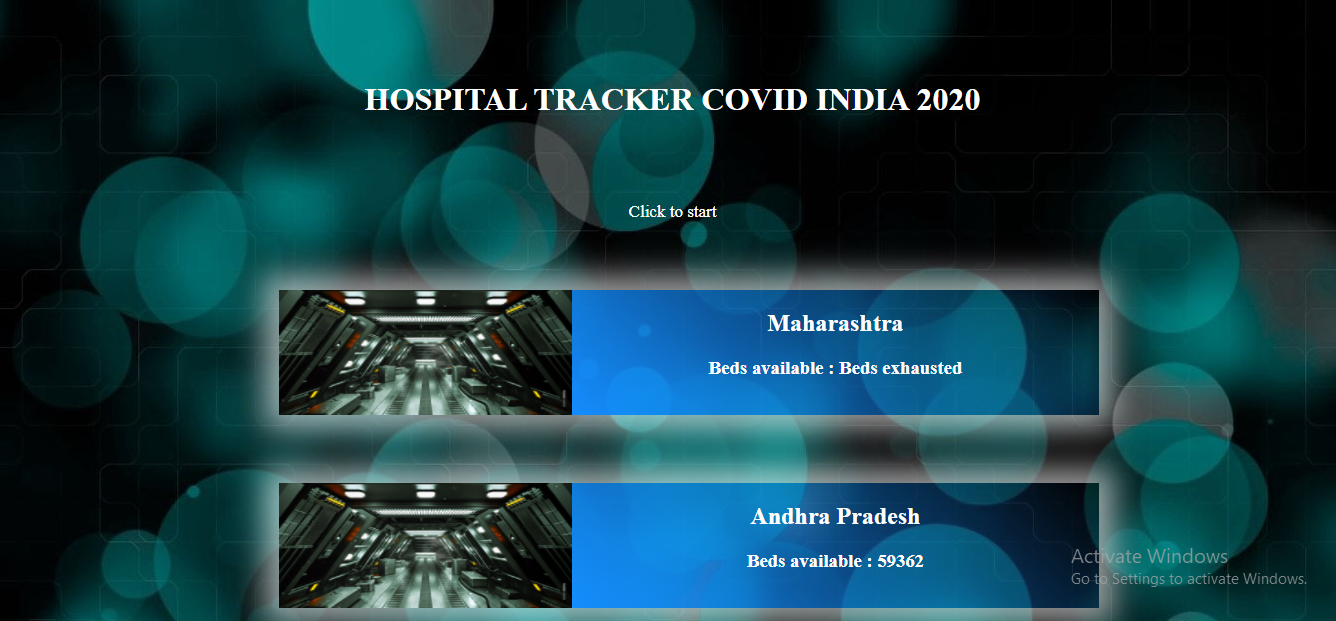 HOSPITAL TRACKER COVID INDIA 2020
Click to start
Maharashtra
Beds available : Beds exhausted
Andhra Pradesh
Beds available : 59362
Activate Windows
Go to Settings to activate Windows.